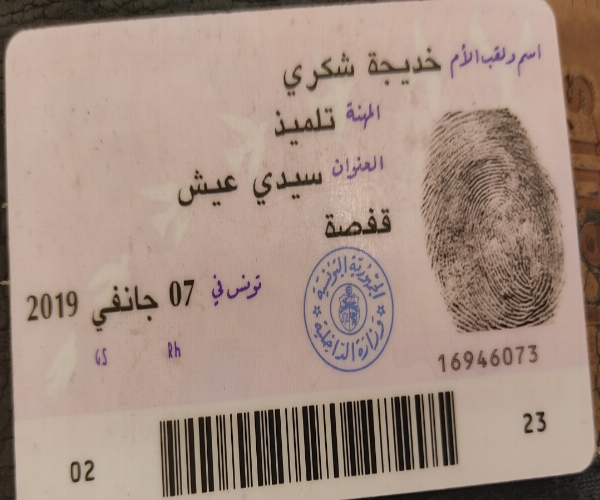 اسم ولقب الأم خديجة شكري
المهنة تلميذ
العنوان سيدي عيش
قفصة
تونس في 07 جانفي 2019
الجمهورية التونسية
وزارة الداخلية
GS Rh
16946073
02 23